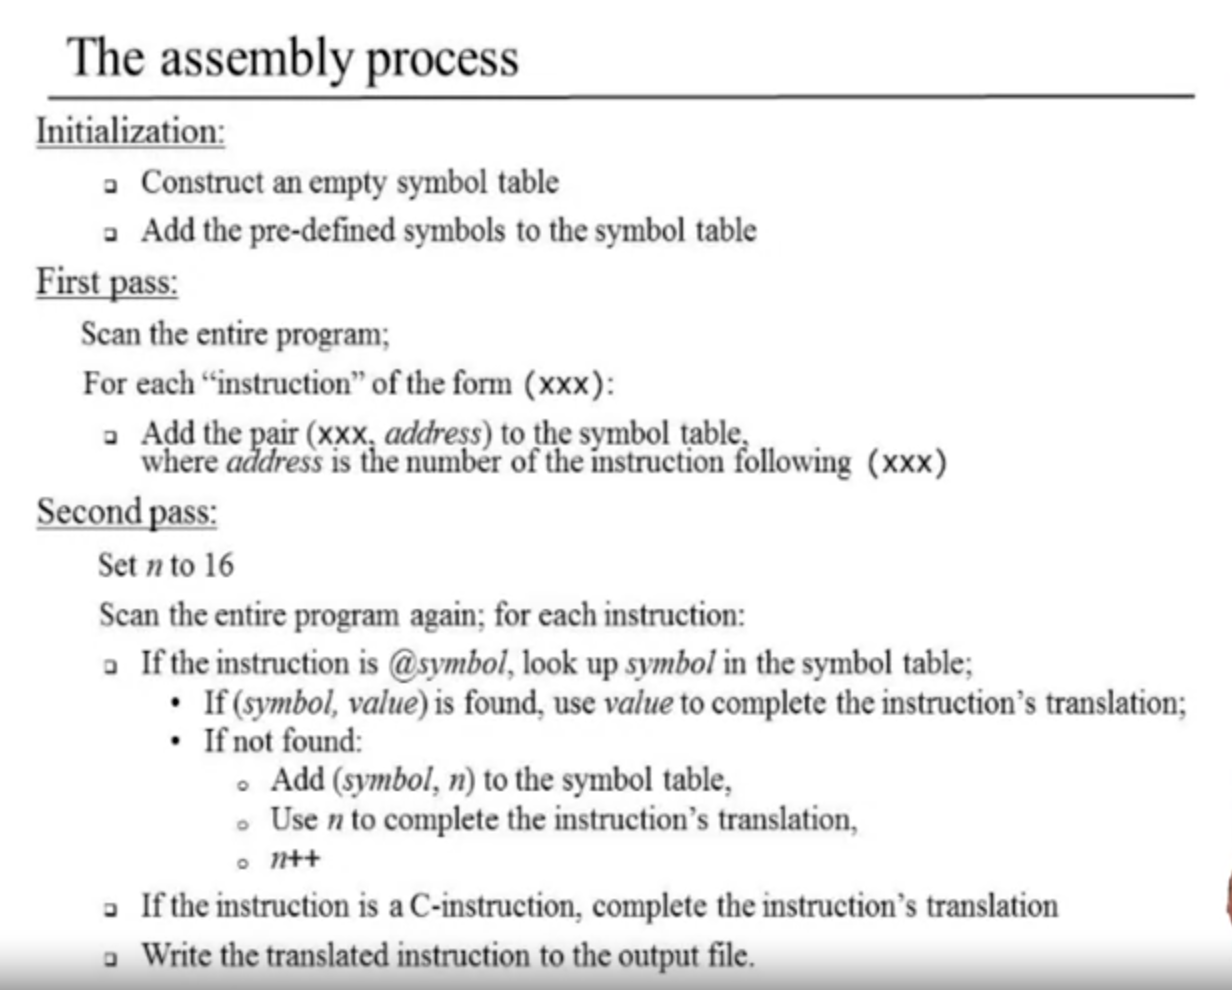 The assembly process
Initialization:
❏ Construct an empty symbol table
❏ Add the pre-defined symbols to the symbol table
First pass:
Scan the entire program;
For each “instruction” of the form (xxx):
❏ Add the pair (xxx, address) to the symbol table,
where address is the number of the instruction following (xxx)
Second pass:
Set n to 16
Scan the entire program again; for each instruction:
❏ If the instruction is @symbol, look up symbol in the symbol table;
• If (symbol, value) is found, use value to complete the instruction’s translation;
• If not found:
○ Add (symbol, n) to the symbol table,
○ Use n to complete the instruction’s translation,
○ n++
❏ If the instruction is a C-instruction, complete the instruction’s translation
❏ Write the translated instruction to the output file.